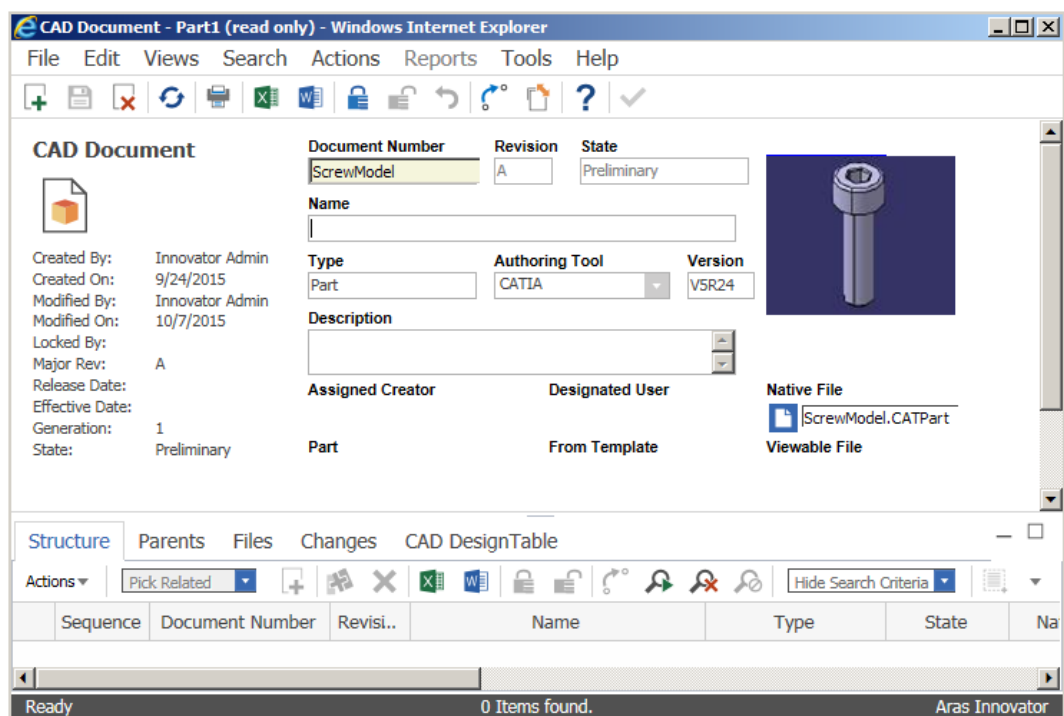 CAD Document - Part1 (read only) - Windows Internet Explorer
File Edit Views Search Actions Reports Tools Help
CAD Document
Created By: Innovator Admin
Created On: 9/24/2015
Modified By: Innovator Admin
Modified On: 10/7/2015
Locked By:
Major Rev: A
Release Date:
Effective Date:
Generation: 1
State: Preliminary
Document Number Revision State
ScrewModel A Preliminary
Name
Type Authoring Tool Version
Part CATIA V5R24
Description
Assigned Creator Designated User Native File
ScrewModel.CATPart
Part From Template Viewable File
Structure Parents Files Changes CAD DesignTable
Actions Pick Related Hide Search Criteria
Sequence Document Number Revisi.. Name Type State Na
Ready 0 Items found. Aras Innovator